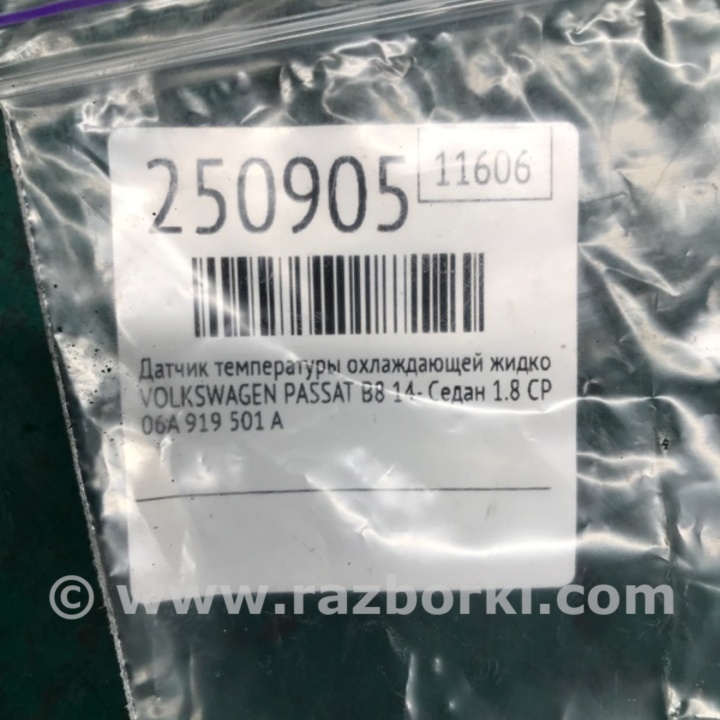 250905
11606
Датчик температуры охлаждающей жидко
VOLKSWAGEN PASSAT B8 14- Седан 1.8 CP
06A 919 501 A
© www.razborki.com